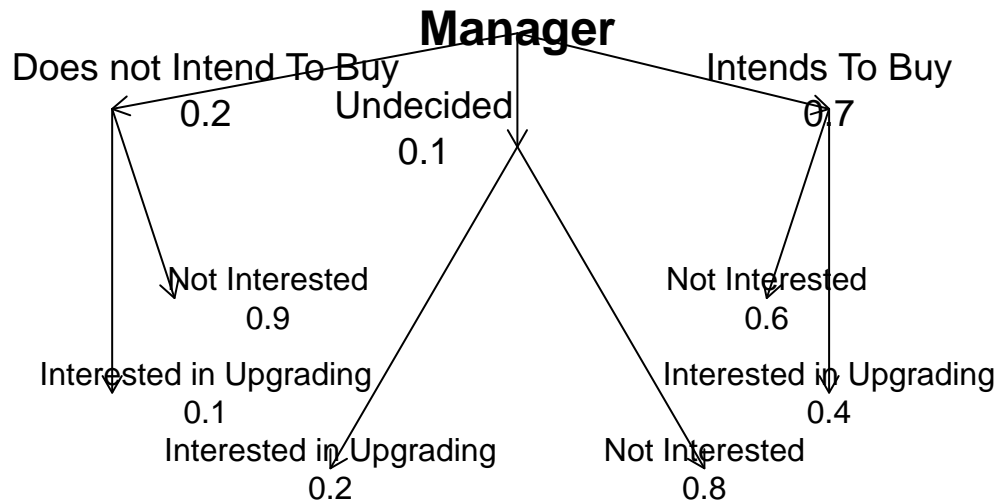 Manager
Does not Intend To Buy
0.2
Undecided
0.1
Intends To Buy
0.7
Not Interested
0.9
Interested in Upgrading
0.1
Interested in Upgrading
0.2
Not Interested
0.8
Not Interested
0.6
Interested in Upgrading
0.4